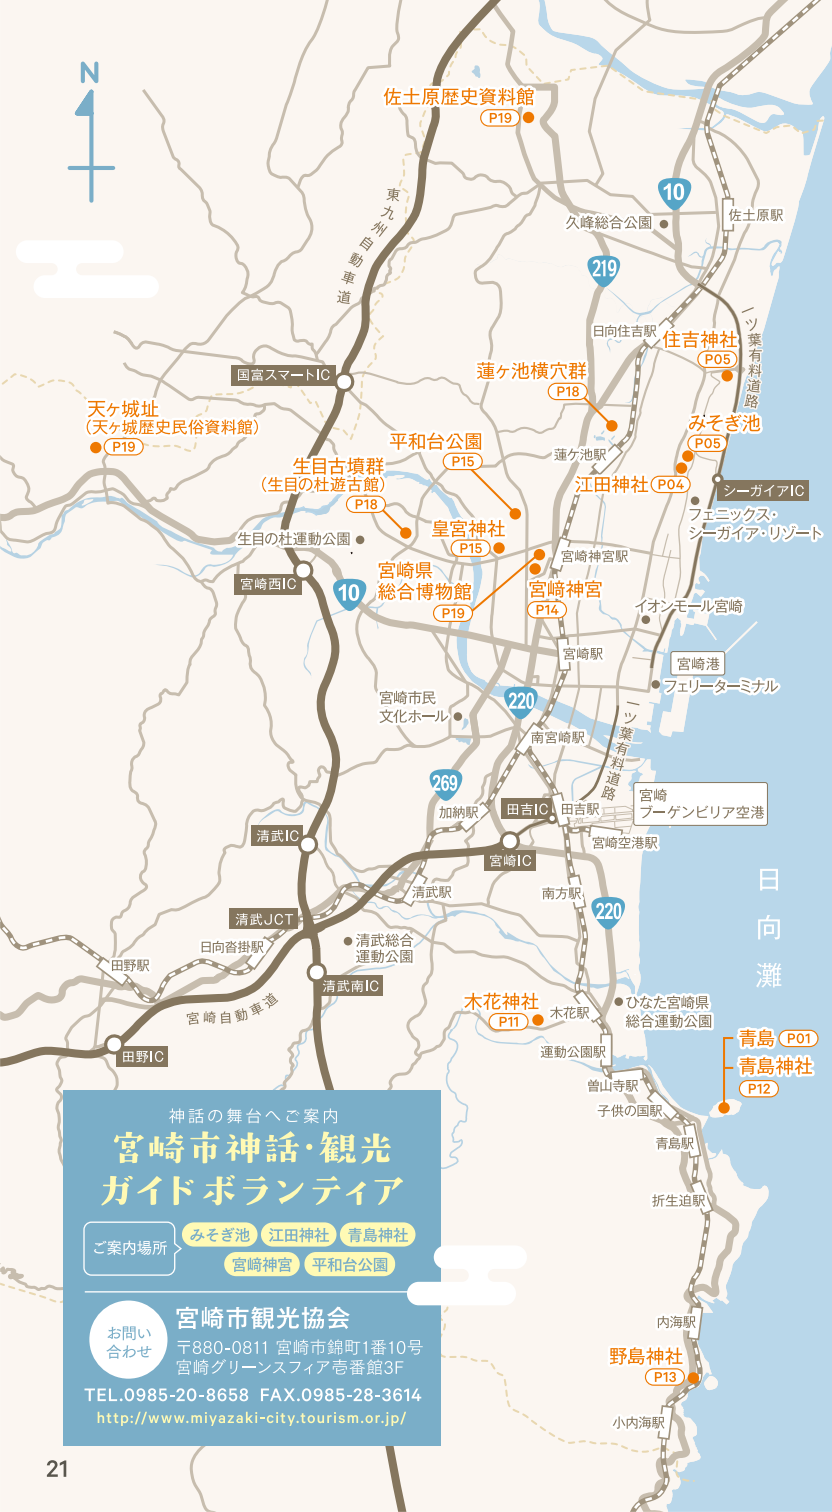 N
佐土原歴史資料館
P19
10
東九州自動車道
久峰総合公園
佐土原駅
219
日向住吉駅
住吉神社
P05
一ツ葉有料道路
国富スマートIC
蓮ヶ池横穴群
P18
天ヶ城址
(天ヶ城歴史民俗資料館)
P19
みそぎ池
P05
平和台公園
P15
蓮ケ池駅
生目古墳群
(生目の杜遊古館)
P18
江田神社 P04
シーガイアIC
フェニックス・
シーガイア・リゾート
皇宮神社
P15
生目の杜運動公園
宮崎神宮駅
宮崎県
総合博物館
P19
宮﨑神宮
P14
宮崎西IC
10
イオンモール宮崎
宮崎駅
宮崎港
フェリーターミナル
宮崎市民
文化ホール
220
一ツ葉有料道路
南宮崎駅
269
宮崎
ブーゲンビリア空港
加納駅
田吉IC
田吉駅
清武IC
宮崎空港駅
宮崎IC
日向灘
清武駅
南方駅
220
清武JCT
日向沓掛駅
清武総合
運動公園
田野駅
清武南IC
宮崎自動車道
木花神社
P11
木花駅
ひなた宮崎県
総合運動公園
田野IC
運動公園駅
青島 P01
青島神社
P12
曽山寺駅
子供の国駅
青島駅
折生迫駅
内海駅
野島神社
P13
小内海駅
神話の舞台へご案内
宮崎市神話・観光
ガイドボランティア
ご案内場所
みそぎ池 江田神社 青島神社
宮﨑神宮 平和台公園
お問い
合わせ
宮崎市観光協会
〒880-0811 宮崎市錦町1番10号
宮崎グリーンスフィア壱番館3F
TEL.0985-20-8658 FAX.0985-28-3614
http://www.miyazaki-city.tourism.or.jp/
21